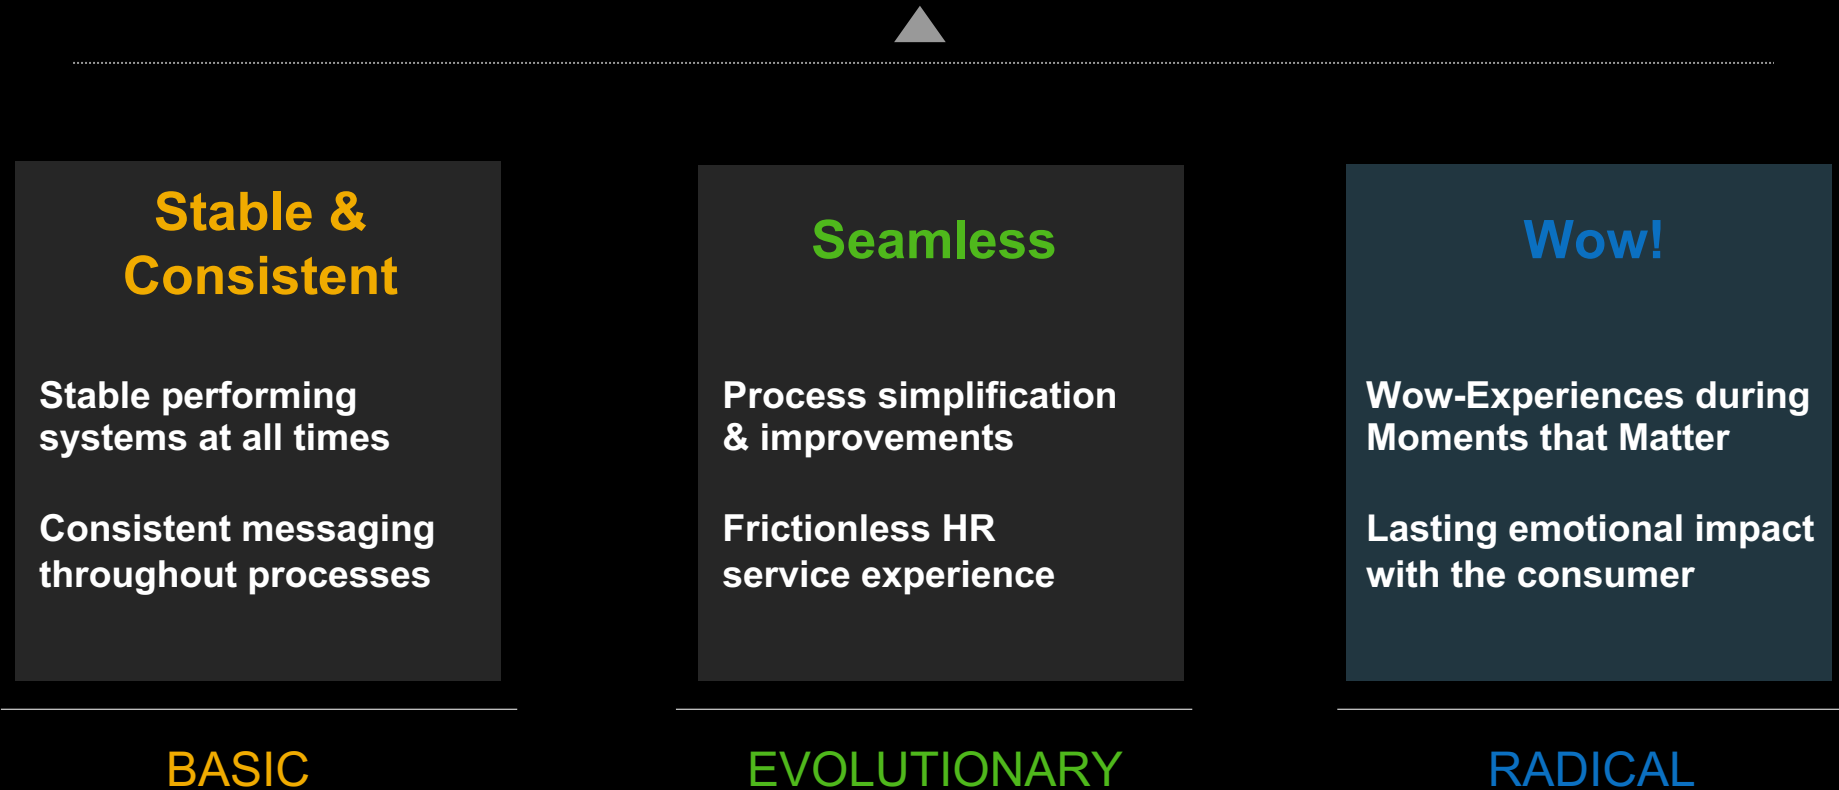 Stable &
Consistent
Stable performing
systems at all times
Consistent messaging
throughout processes
BASIC
Seamless
Process simplification
& improvements
Frictionless HR
service experience
EVOLUTIONARY
Wow!
Wow-Experiences during
Moments that Matter
Lasting emotional impact
with the consumer
RADICAL